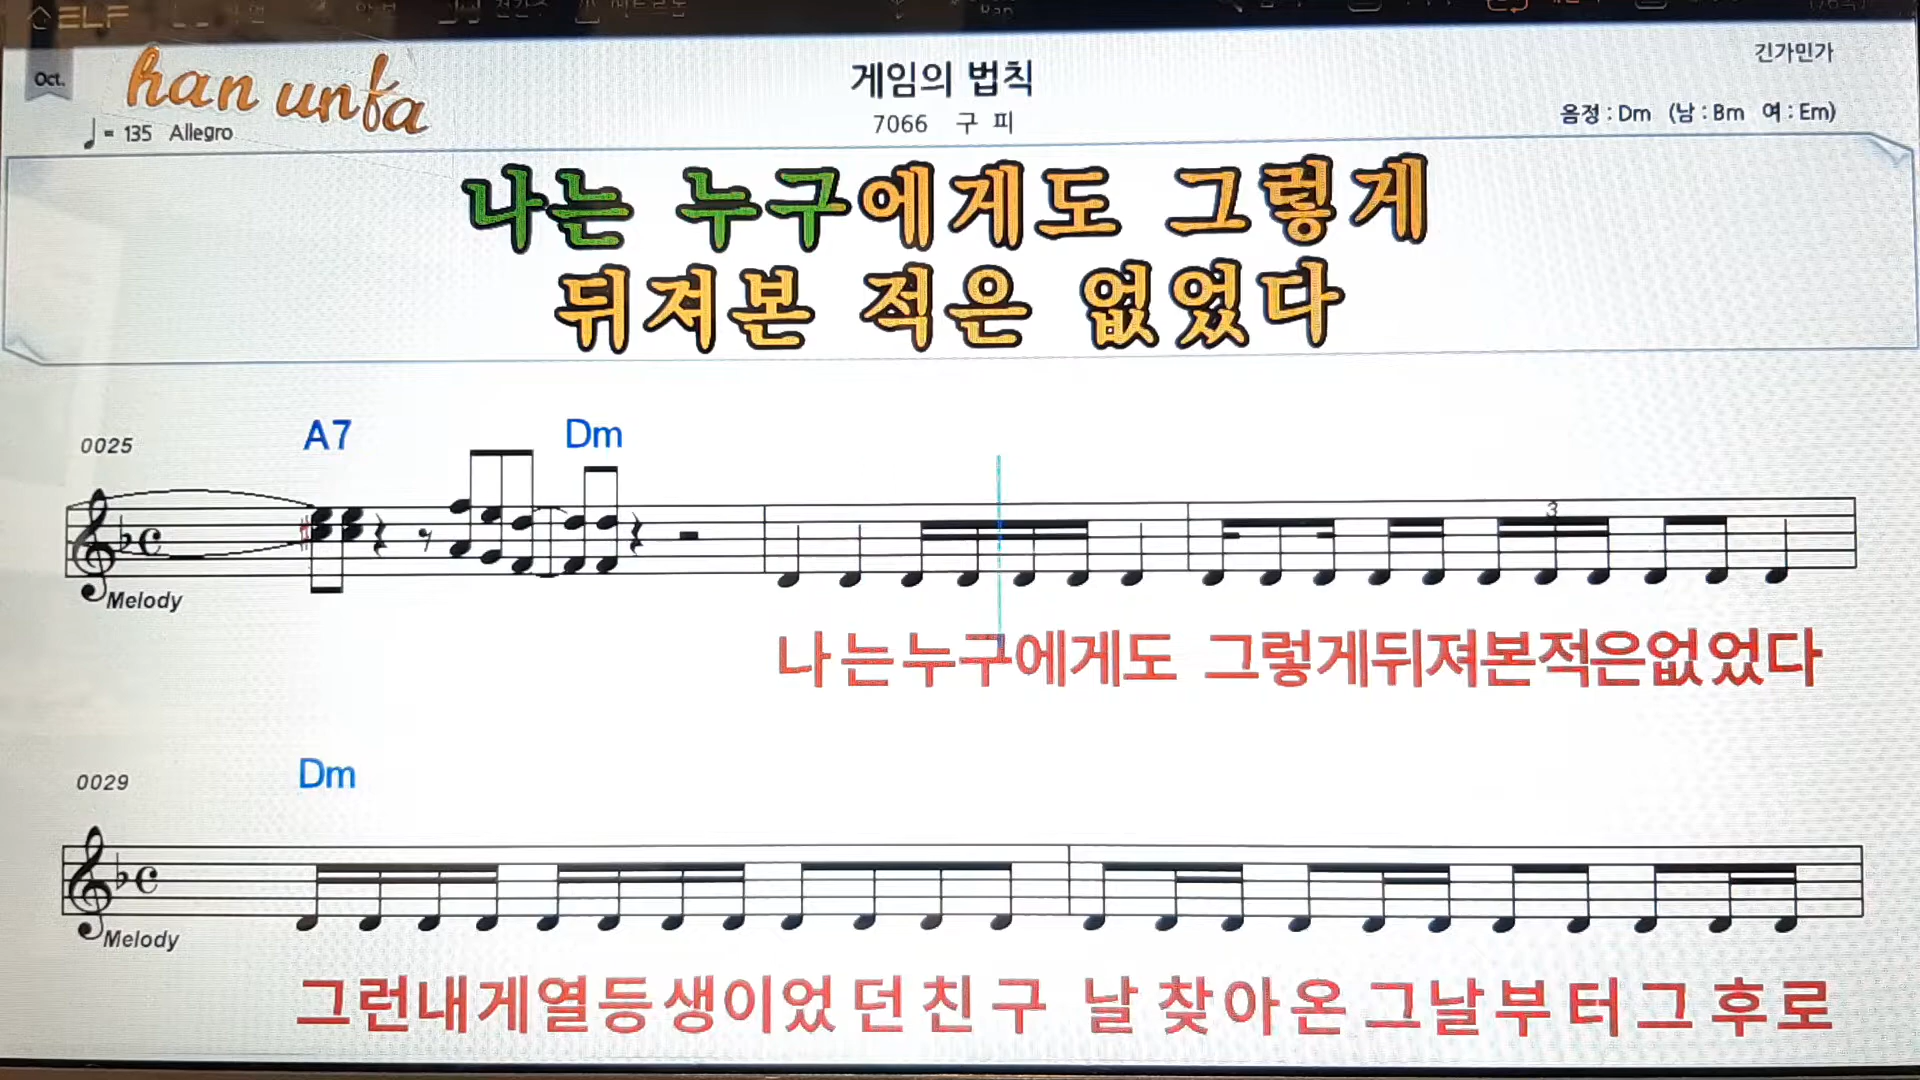 ELF
Oct.
han unfa
게임의 법칙
긴가민가
♩ = 135 Allegro
7066 구 피
음정 : Dm (남 : Bm 여 : Em)
나는 누구에게도 그렇게
뒤져본 적은 없었다
0025
A7
Dm
3
Melody
나는누구에게도 그렇게뒤져본적은없었다
0029
Dm
Melody
그런내게열등생이었던친구 날찾아온그날부터그후로